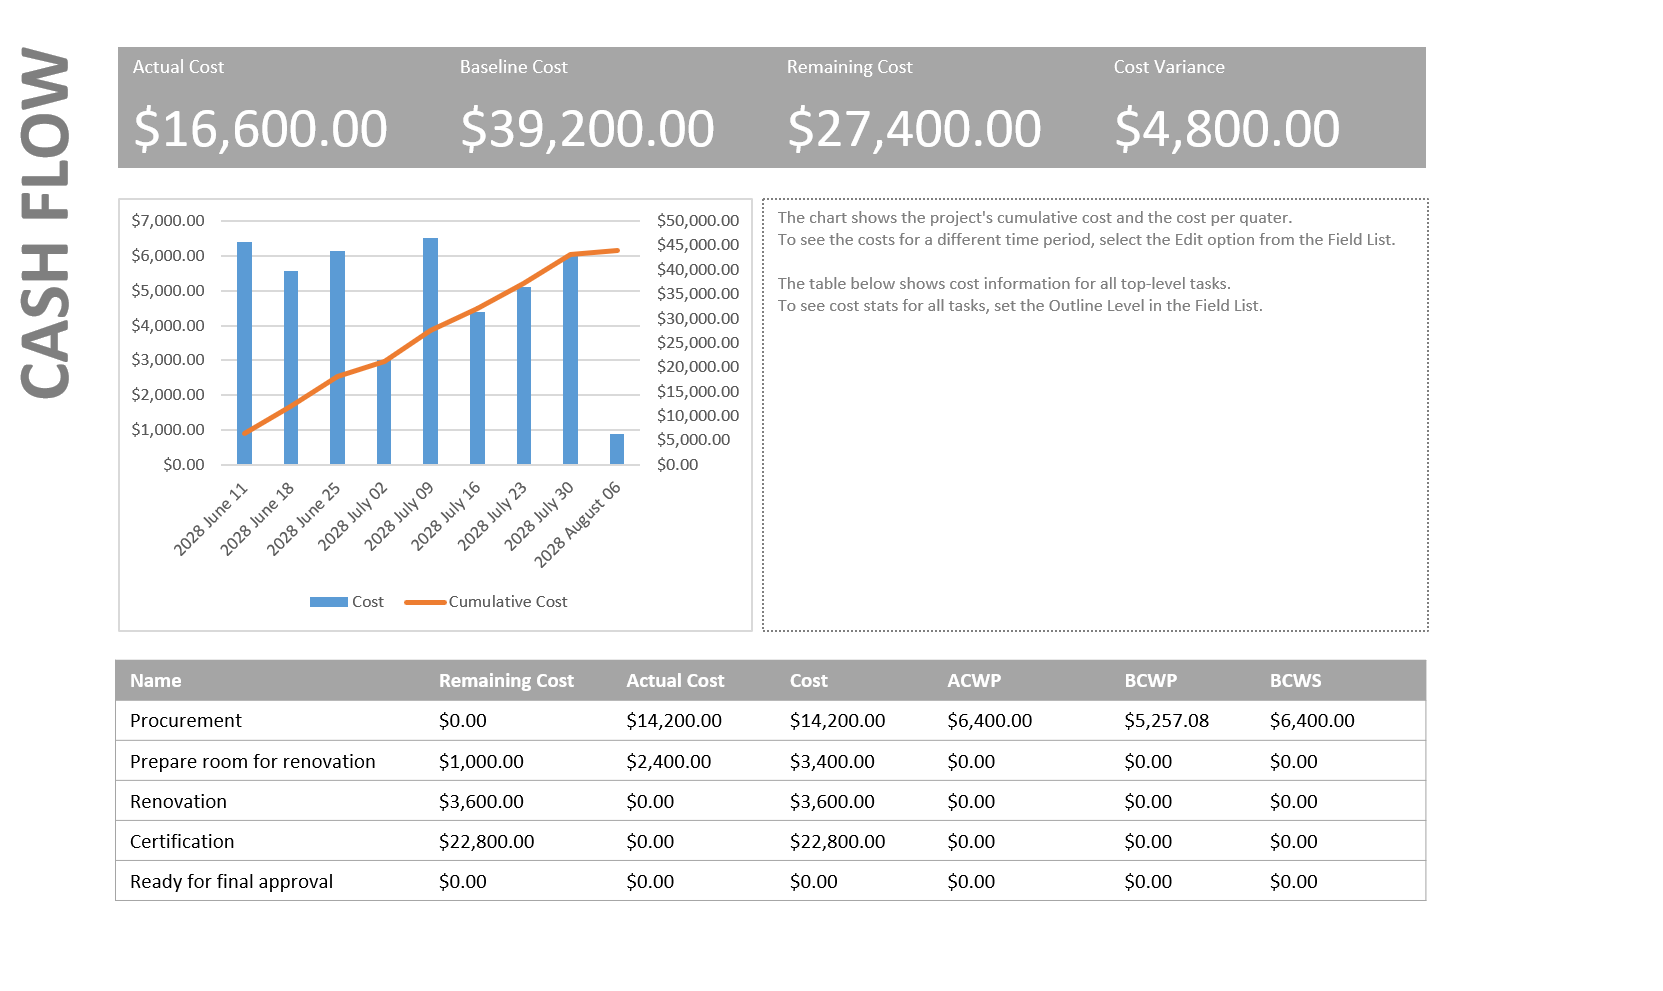 CASH FLOW
Actual Cost Baseline Cost Remaining Cost Cost Variance
$16,600.00 $39,200.00 $27,400.00 $4,800.00
$7,000.00
$6,000.00
$5,000.00
$4,000.00
$3,000.00
$2,000.00
$1,000.00
$0.00
$50,000.00
$45,000.00
$40,000.00
$35,000.00
$30,000.00
$25,000.00
$20,000.00
$15,000.00
$10,000.00
$5,000.00
$0.00
2028 June 11
2028 June 18
2028 June 25
2028 July 02
2028 July 09
2028 July 16
2028 July 23
2028 July 30
2028 August 06
Cost Cumulative Cost
The chart shows the project's cumulative cost and the cost per quater.
To see the costs for a different time period, select the Edit option from the Field List.
The table below shows cost information for all top-level tasks.
To see cost stats for all tasks, set the Outline Level in the Field List.
Name Remaining Cost Actual Cost Cost ACWP BCWP BCWS
Procurement $0.00 $14,200.00 $14,200.00 $6,400.00 $5,257.08 $6,400.00
Prepare room for renovation $1,000.00 $2,400.00 $3,400.00 $0.00 $0.00 $0.00
Renovation $3,600.00 $0.00 $3,600.00 $0.00 $0.00 $0.00
Certification $22,800.00 $0.00 $22,800.00 $0.00 $0.00 $0.00
Ready for final approval $0.00 $0.00 $0.00 $0.00 $0.00 $0.00